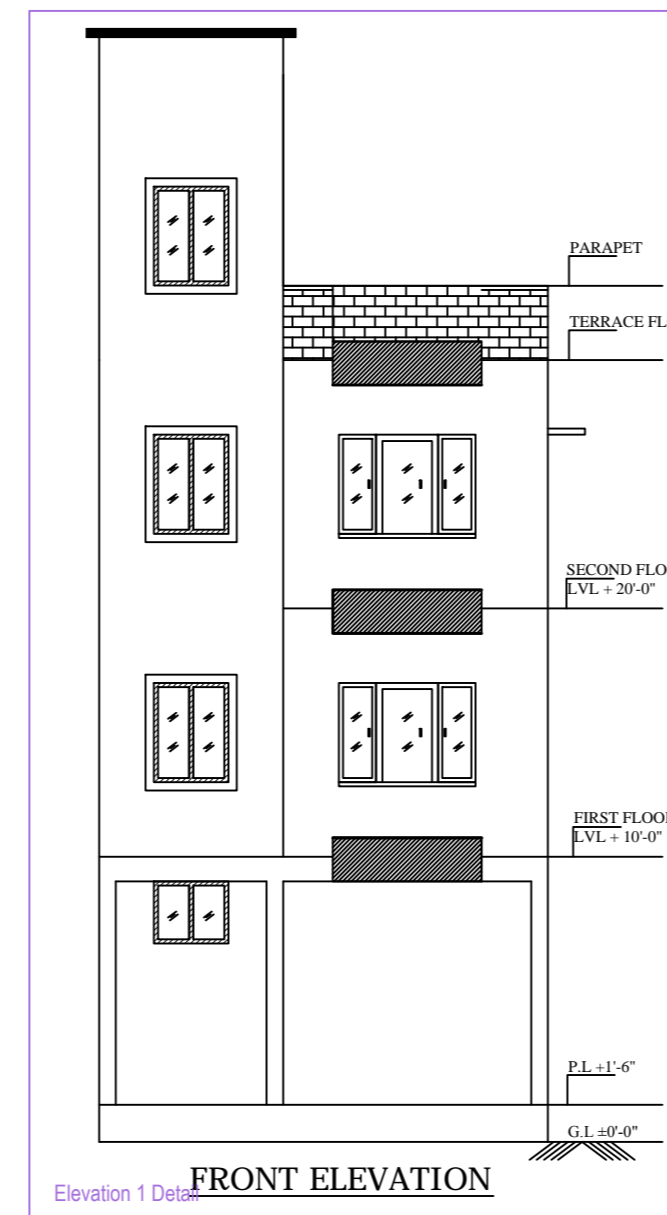 PARAPET
TERRACE FL
SECOND FLO
LVL + 20'-0"
FIRST FLOOR
LVL + 10'-0"
P.L +1'-6"
G.L ±0'-0"
FRONT ELEVATION
Elevation 1 Detail